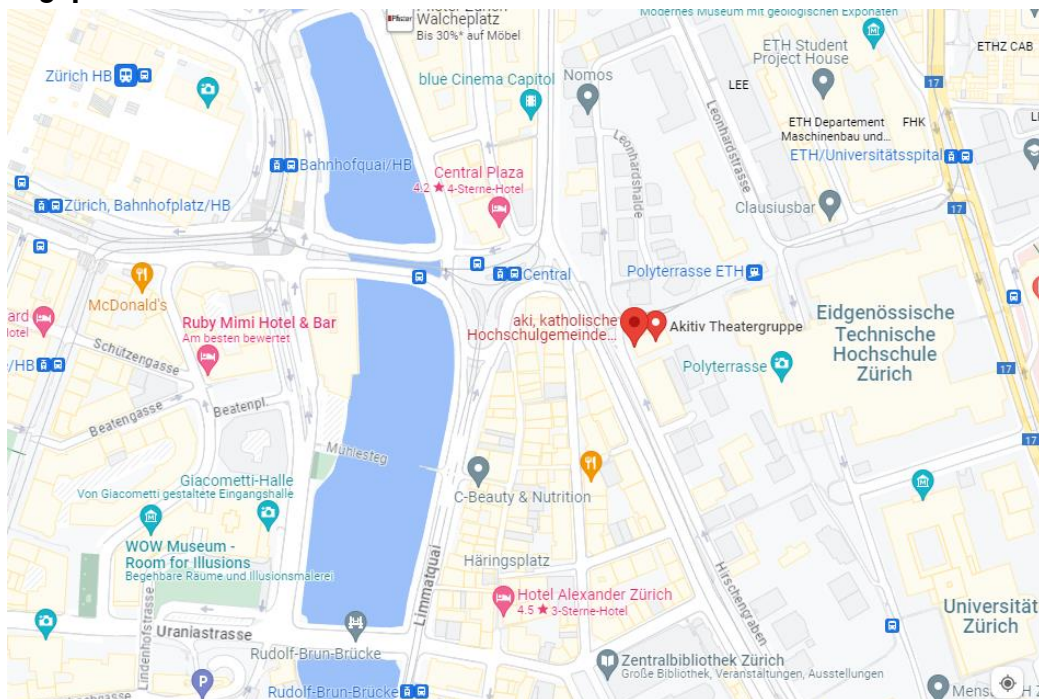 Pfister
Walcheplatz
Bis 30%* auf Möbel
Modernes Museum mit geologischen Exponaten
ETH Student
Project House
ETHZ CAB
Zürich HB
blue Cinema Capitol
Nomos
LEE
17
ETH Departement
Maschinenbau und...
FHK
Leonhardstrasse
Leonhardshalde
Bahnhofquai/HB
Central Plaza
4.2 ★ 4-Sterne-Hotel
ETH/Universitätsspital
Zürich, Bahnhofplatz/HB
Clausiusbar
17
Central
Polyterrasse ETH
McDonald's
Ruby Mimi Hotel & Bar
Am besten bewertet
aki, katholische
Hochschulgemeinde...
Akitiv Theatergruppe
Eidgenössische
Technische
Hochschule
Zürich
Schützengasse
Polyterrasse
17
Beatengasse
Beatenpl.
Mühlesteg
17
Giacometti-Halle
Von Giacometti gestaltete Eingangshalle
C-Beauty & Nutrition
WOW Museum -
Room for Illusions
Begehbare Räume und Illusionsmalerei
Häringsplatz
Limmatquai
Hirschengraben
Hotel Alexander Zürich
4.5 ★ 3-Sterne-Hotel
Lindenhofstrasse
Uraniastrasse
Universität
Zürich
Rudolf-Brun-Brücke
Zentralbibliothek Zürich
Große Bibliothek, Veranstaltungen, Ausstellungen
P
Rudolf-Brun-Brücke